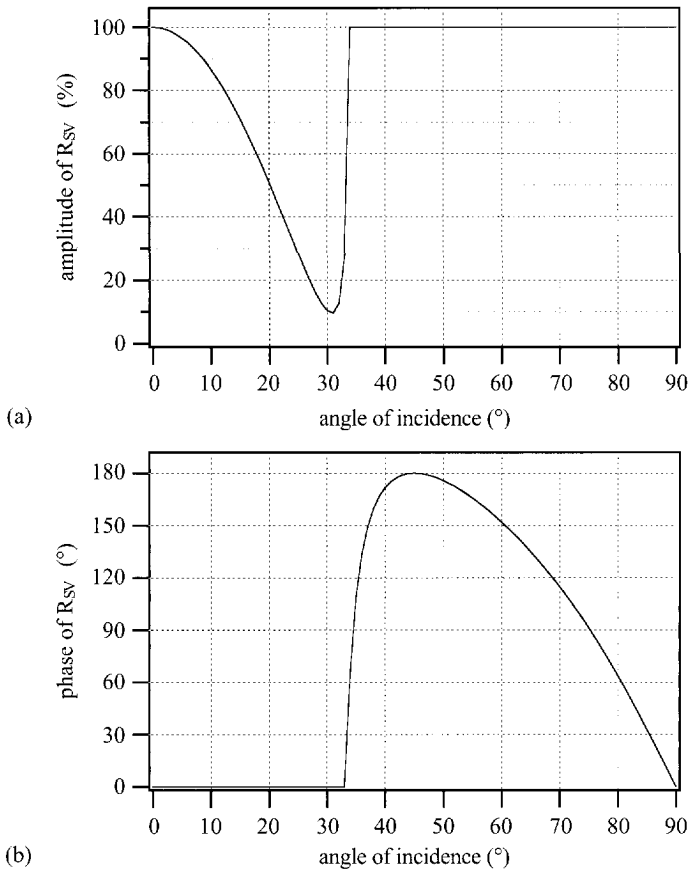 amplitude of R_SV (%)
100
80
60
40
20
0
0 10 20 30 40 50 60 70 80 90
angle of incidence (°)
(a)
phase of R_SV (°)
180
150
120
90
60
30
0
0 10 20 30 40 50 60 70 80 90
angle of incidence (°)
(b)